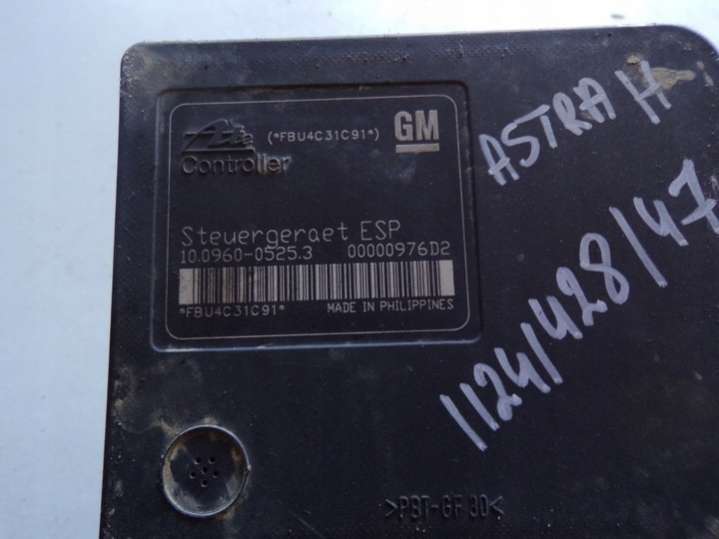 Ate (*FBU4C31C91*) GM
Controller
Steuergeraet ESP
10.0960-0525.3 00000976D2
*FBU4C31C91* MADE IN PHILIPPINES
ASTRA H
1124/428/47
>PBT-GF30<